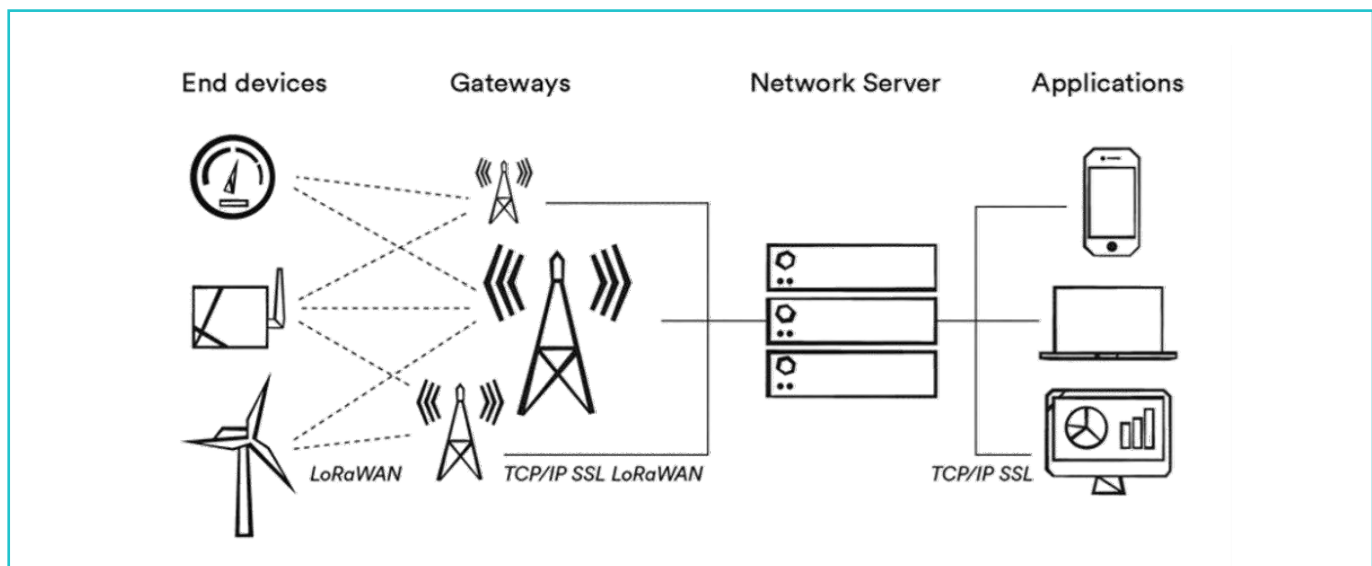 End devices
Gateways
Network Server
Applications
LoRaWAN
TCP/IP SSL LoRaWAN
TCP/IP SSL